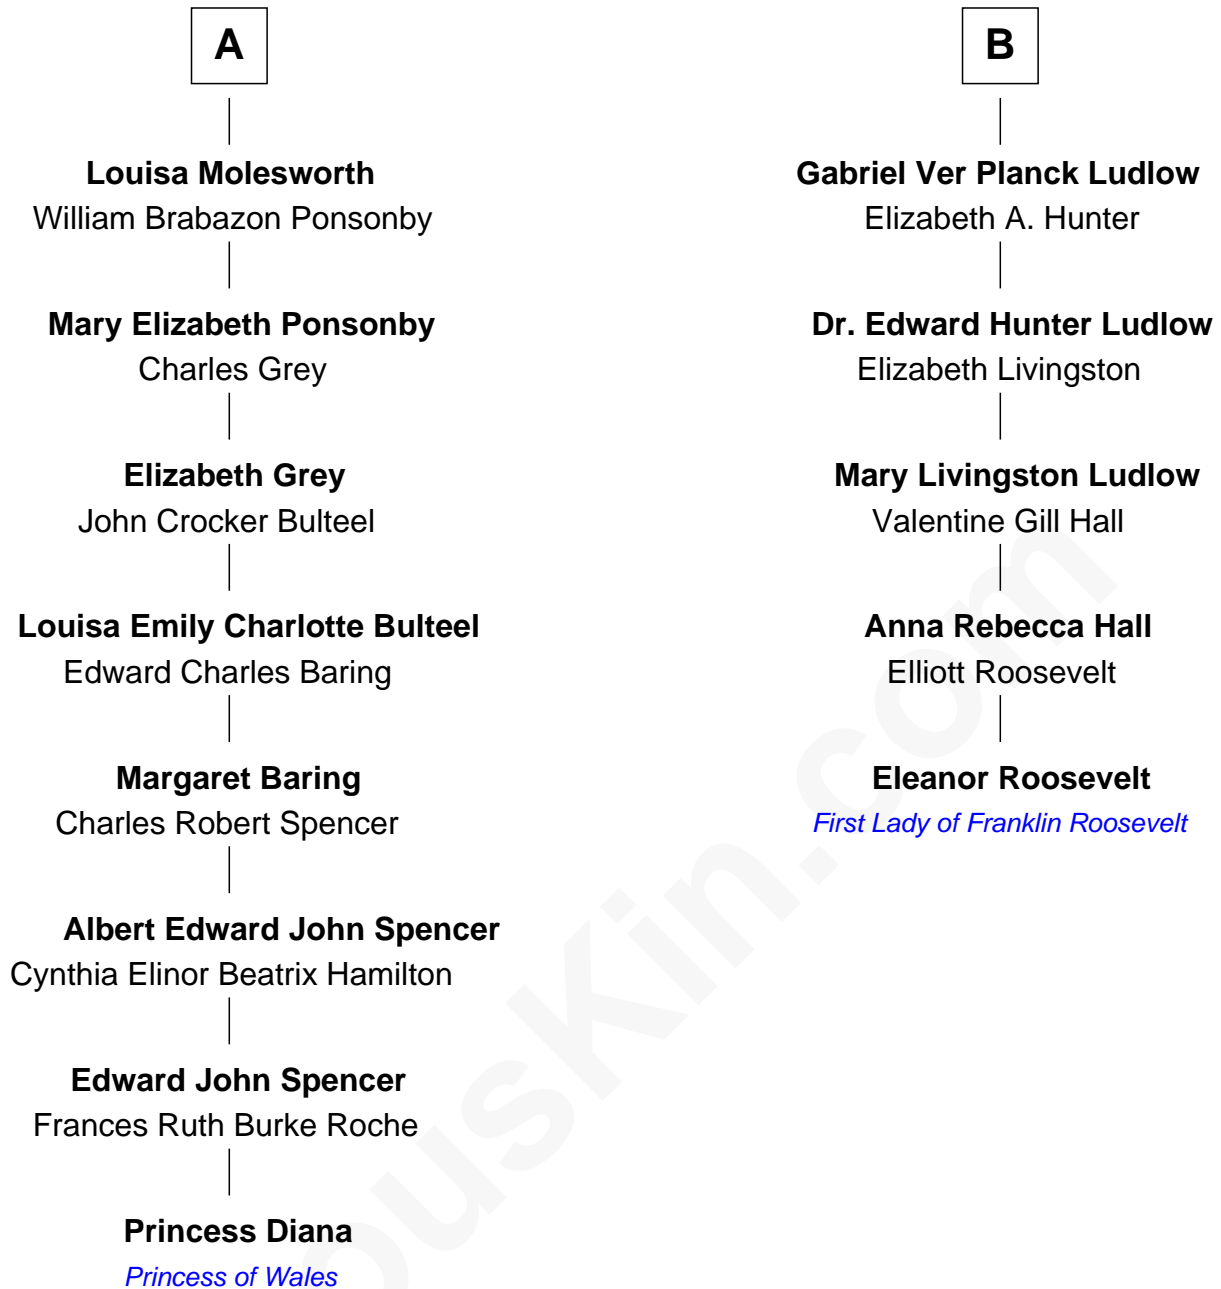 A
Louisa Molesworth
William Brabazon Ponsonby
Mary Elizabeth Ponsonby
Charles Grey
Elizabeth Grey
John Crocker Bulteel
Louisa Emily Charlotte Bulteel
Edward Charles Baring
Margaret Baring
Charles Robert Spencer
Albert Edward John Spencer
Cynthia Elinor Beatrix Hamilton
Edward John Spencer
Frances Ruth Burke Roche
Princess Diana
Princess of Wales
B
Gabriel Ver Planck Ludlow
Elizabeth A. Hunter
Dr. Edward Hunter Ludlow
Elizabeth Livingston
Mary Livingston Ludlow
Valentine Gill Hall
Anna Rebecca Hall
Elliott Roosevelt
Eleanor Roosevelt
First Lady of Franklin Roosevelt
ousKin.com